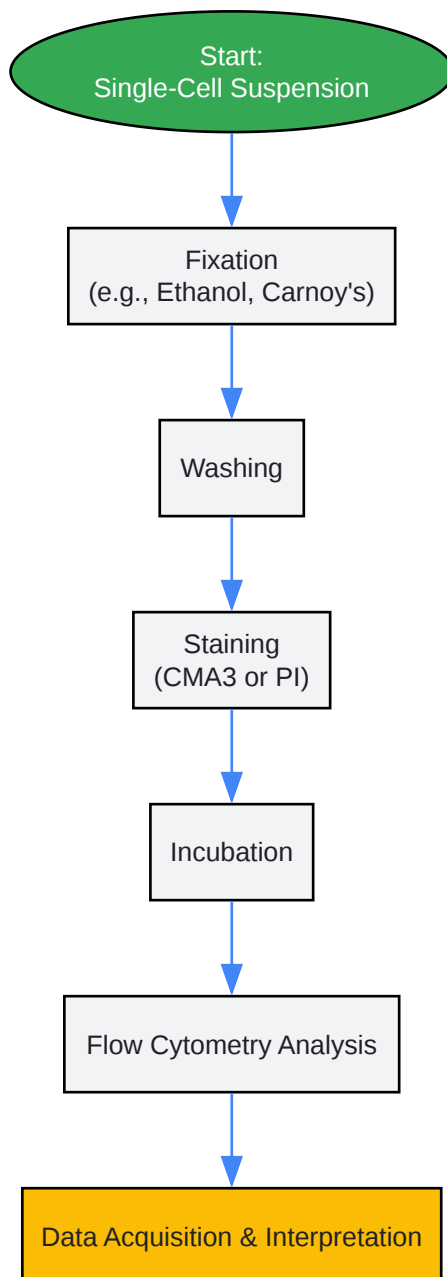 Start:
Single-Cell Suspension
Fixation
(e.g., Ethanol, Carnoy's)
Washing
Staining
(CMA3 or PI)
Incubation
Flow Cytometry Analysis
Data Acquisition & Interpretation